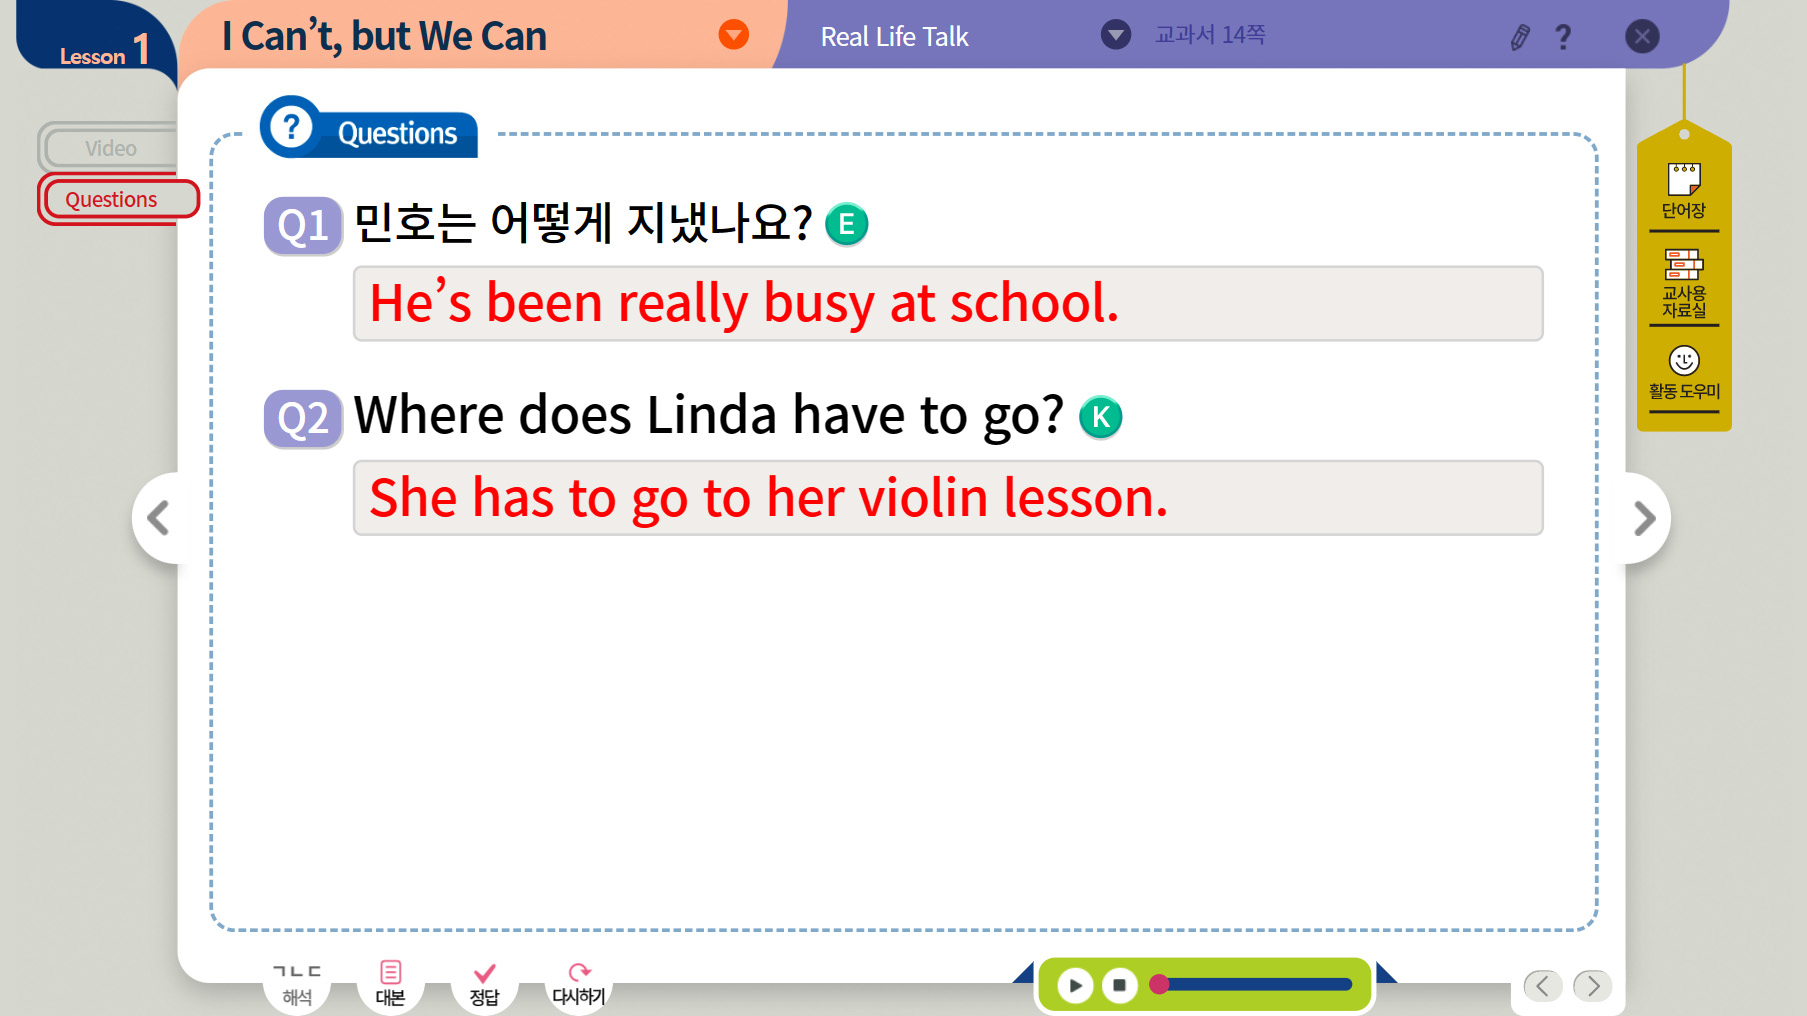 Lesson 1
I Can’t, but We Can
Real Life Talk
교과서 14쪽
?
Video
Questions
? Questions
Q1 민호는 어떻게 지냈나요? E
He’s been really busy at school.
Q2 Where does Linda have to go? K
She has to go to her violin lesson.
단어장
교사용
자료실
활동 도우미
ㄱㄴㄷ
해석
대본
정답
다시하기